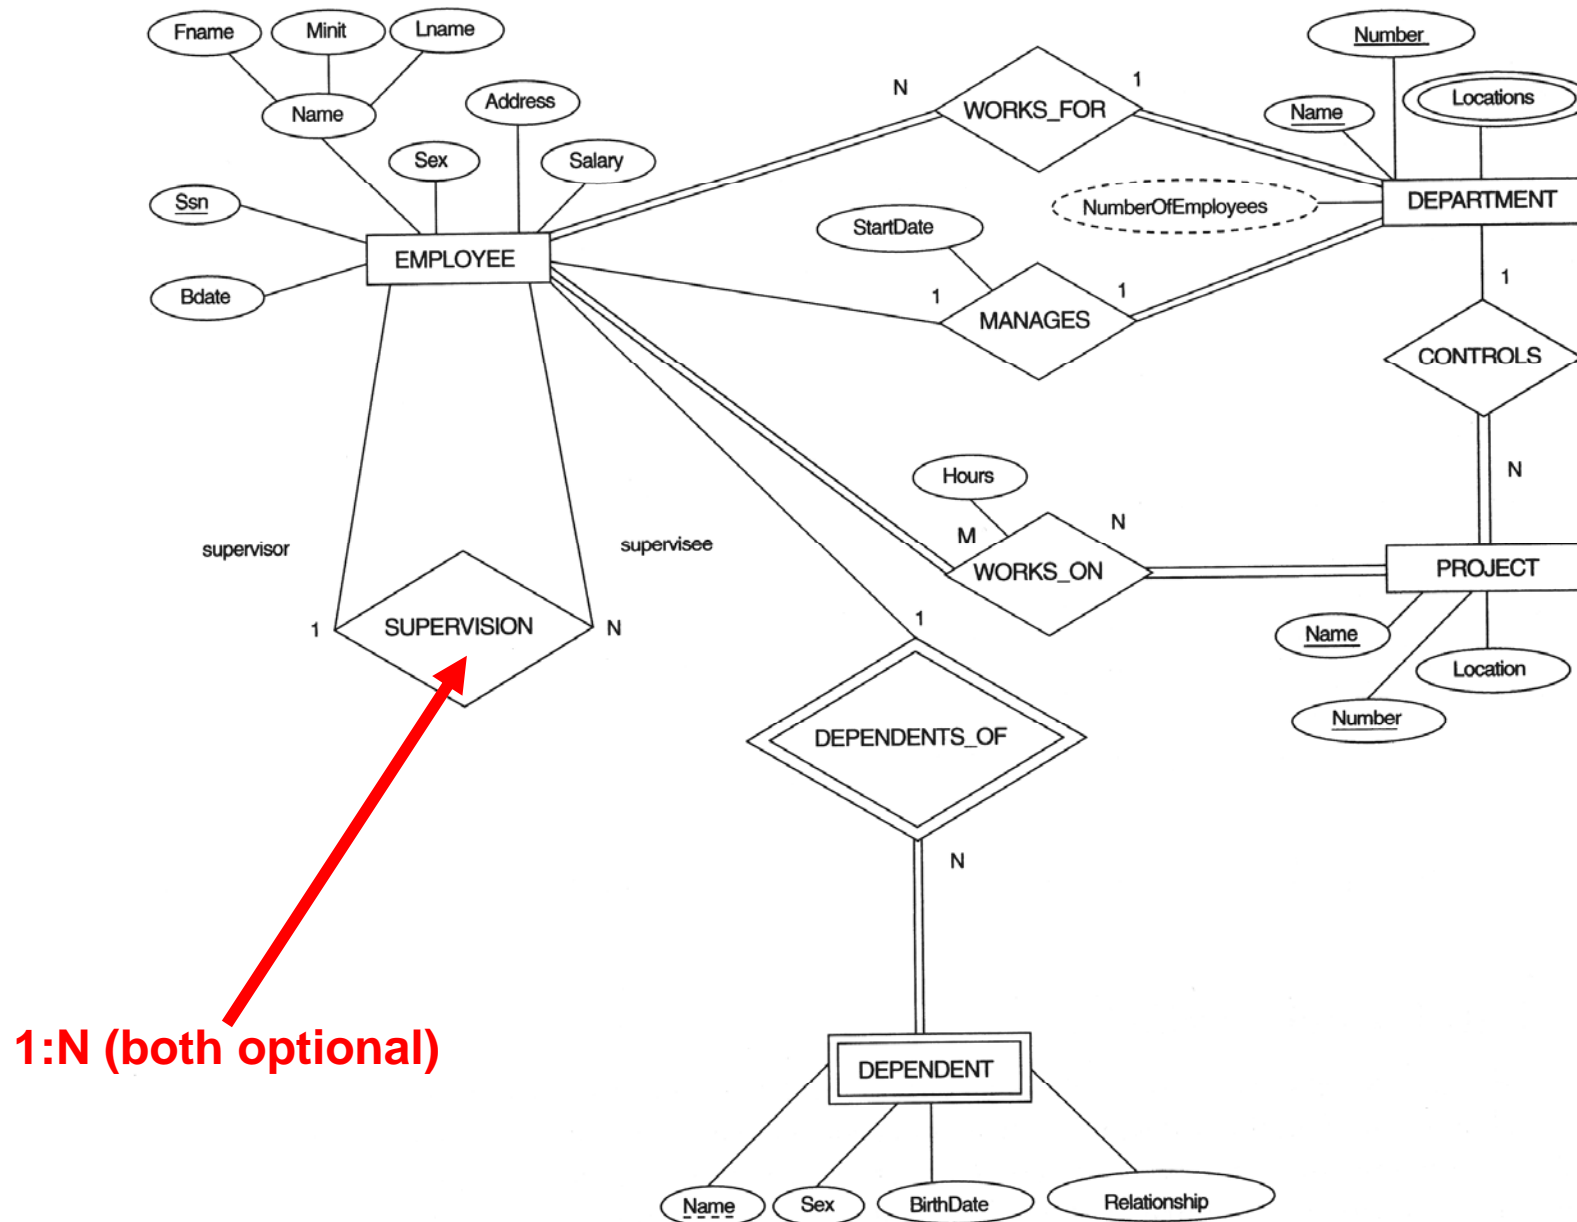 Fname
Minit
Lname
Number
N
1
Address
WORKS_FOR
Locations
Name
Name
Sex
Salary
Ssn
NumberOfEmployees
DEPARTMENT
StartDate
EMPLOYEE
Bdate
1
1
1
MANAGES
CONTROLS
Hours
N
M
N
supervisor
supervisee
WORKS_ON
PROJECT
1
SUPERVISION
N
1
Name
Location
Number
DEPENDENTS_OF
N
1:N (both optional)
DEPENDENT
Name
Sex
BirthDate
Relationship